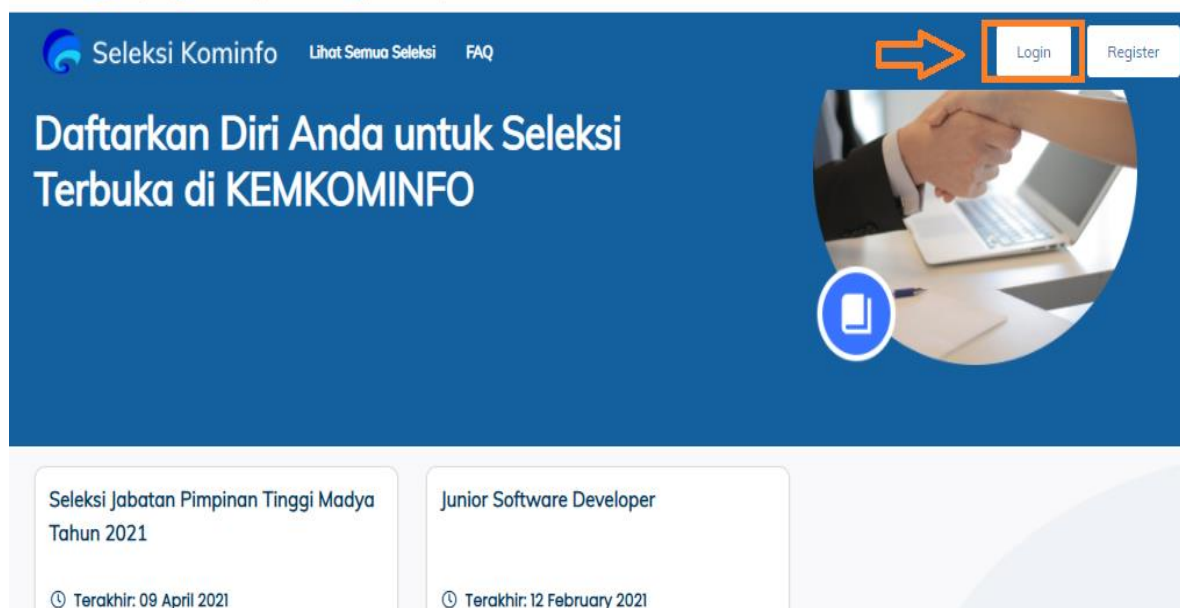 Seleksi Kominfo Lihat Semua Seleksi FAQ Login Register
Daftarkan Diri Anda untuk Seleksi
Terbuka di KEMKOMINFO
Seleksi Jabatan Pimpinan Tinggi Madya
Tahun 2021
Terakhir: 09 April 2021
Junior Software Developer
Terakhir: 12 February 2021